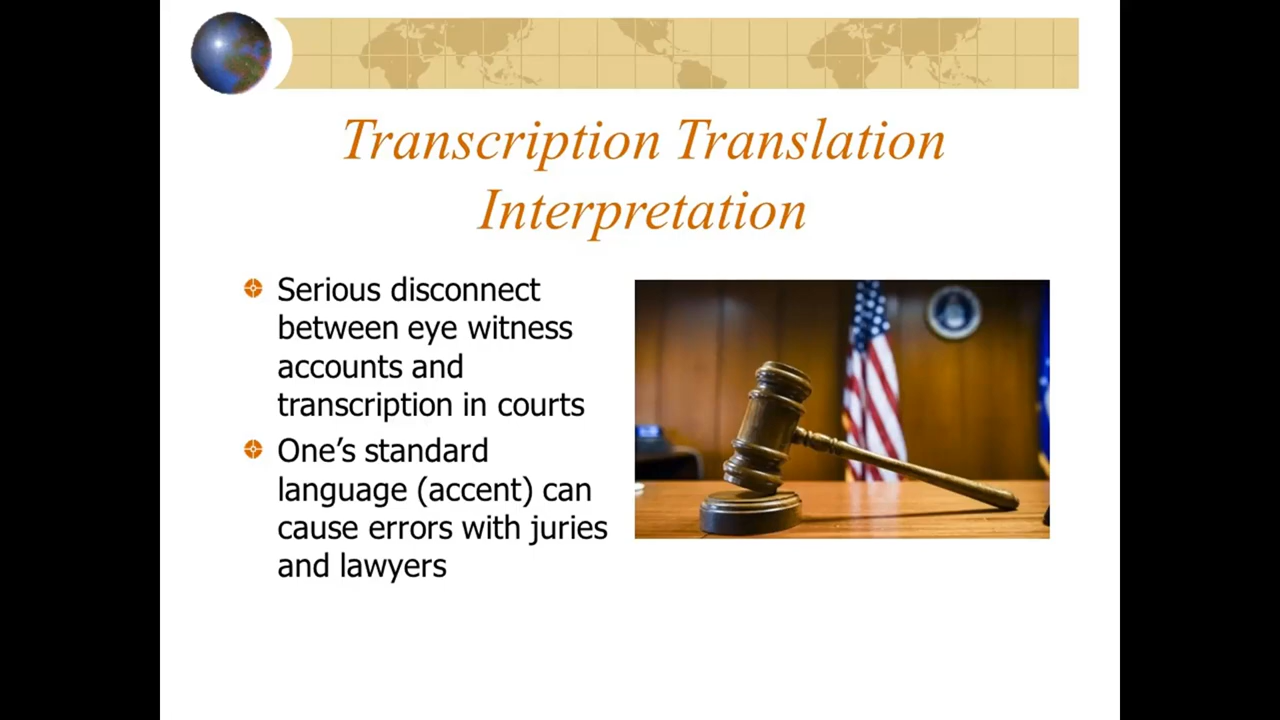 Transcription Translation
Interpretation
Serious disconnect
between eye witness
accounts and
transcription in courts
One’s standard
language (accent) can
cause errors with juries
and lawyers